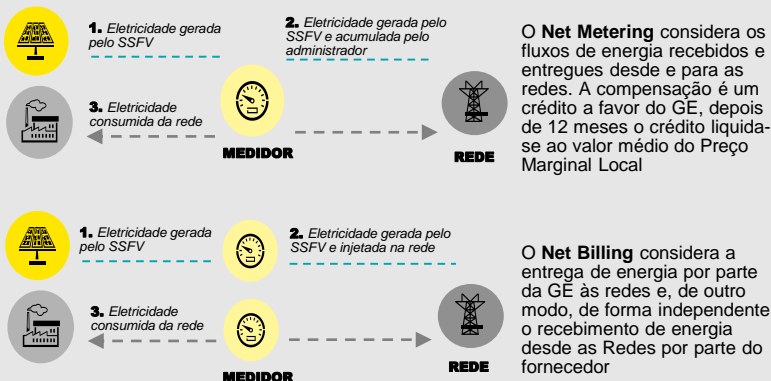 1. Eletricidade gerada
pelo SSFV
2. Eletricidade gerada pelo
SSFV e acumulada pelo
administrador
3. Eletricidade
consumida da rede
MEDIDOR
REDE
O Net Metering considera os
fluxos de energia recebidos e
entregues desde e para as
redes. A compensação é um
crédito a favor do GE, depois
de 12 meses o crédito liquida-
se ao valor médio do Preço
Marginal Local
1. Eletricidade gerada
pelo SSFV
2. Eletricidade gerada pelo
SSFV e injetada na rede
3. Eletricidade
consumida da rede
MEDIDOR
REDE
O Net Billing considera a
entrega de energia por parte
da GE às redes e, de outro
modo, de forma independente
o recebimento de energia
desde as Redes por parte do
fornecedor